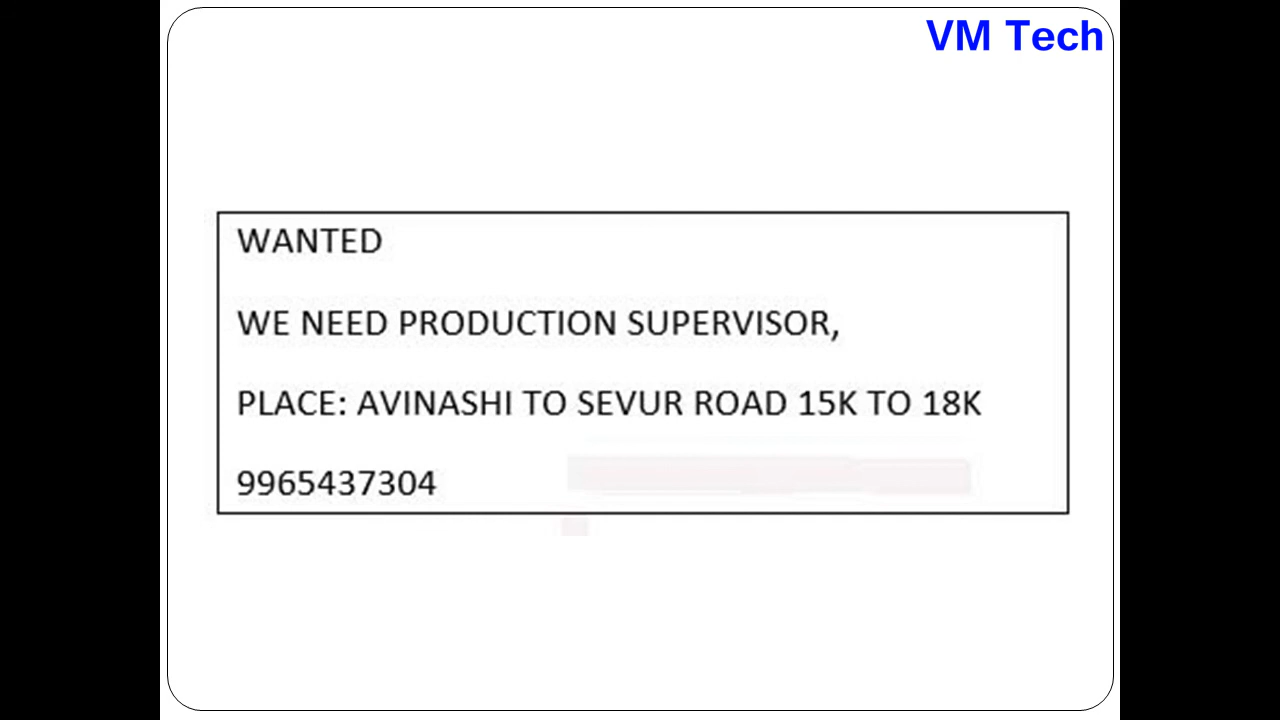 VM Tech
WANTED
WE NEED PRODUCTION SUPERVISOR,
PLACE: AVINASHI TO SEVUR ROAD 15K TO 18K
9965437304